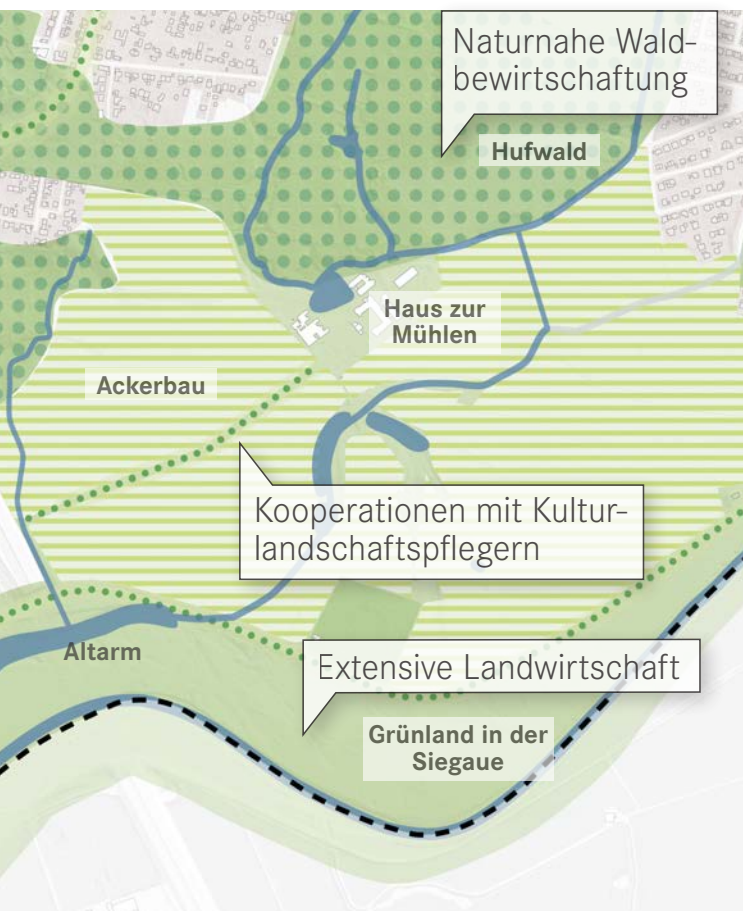 Naturnahe Wald-
bewirtschaftung
Hufwald
Haus zur
Mühlen
Ackerbau
Kooperationen mit Kultur-
landschaftspflegern
Altarm
Extensive Landwirtschaft
Grünland in der
Siegaue